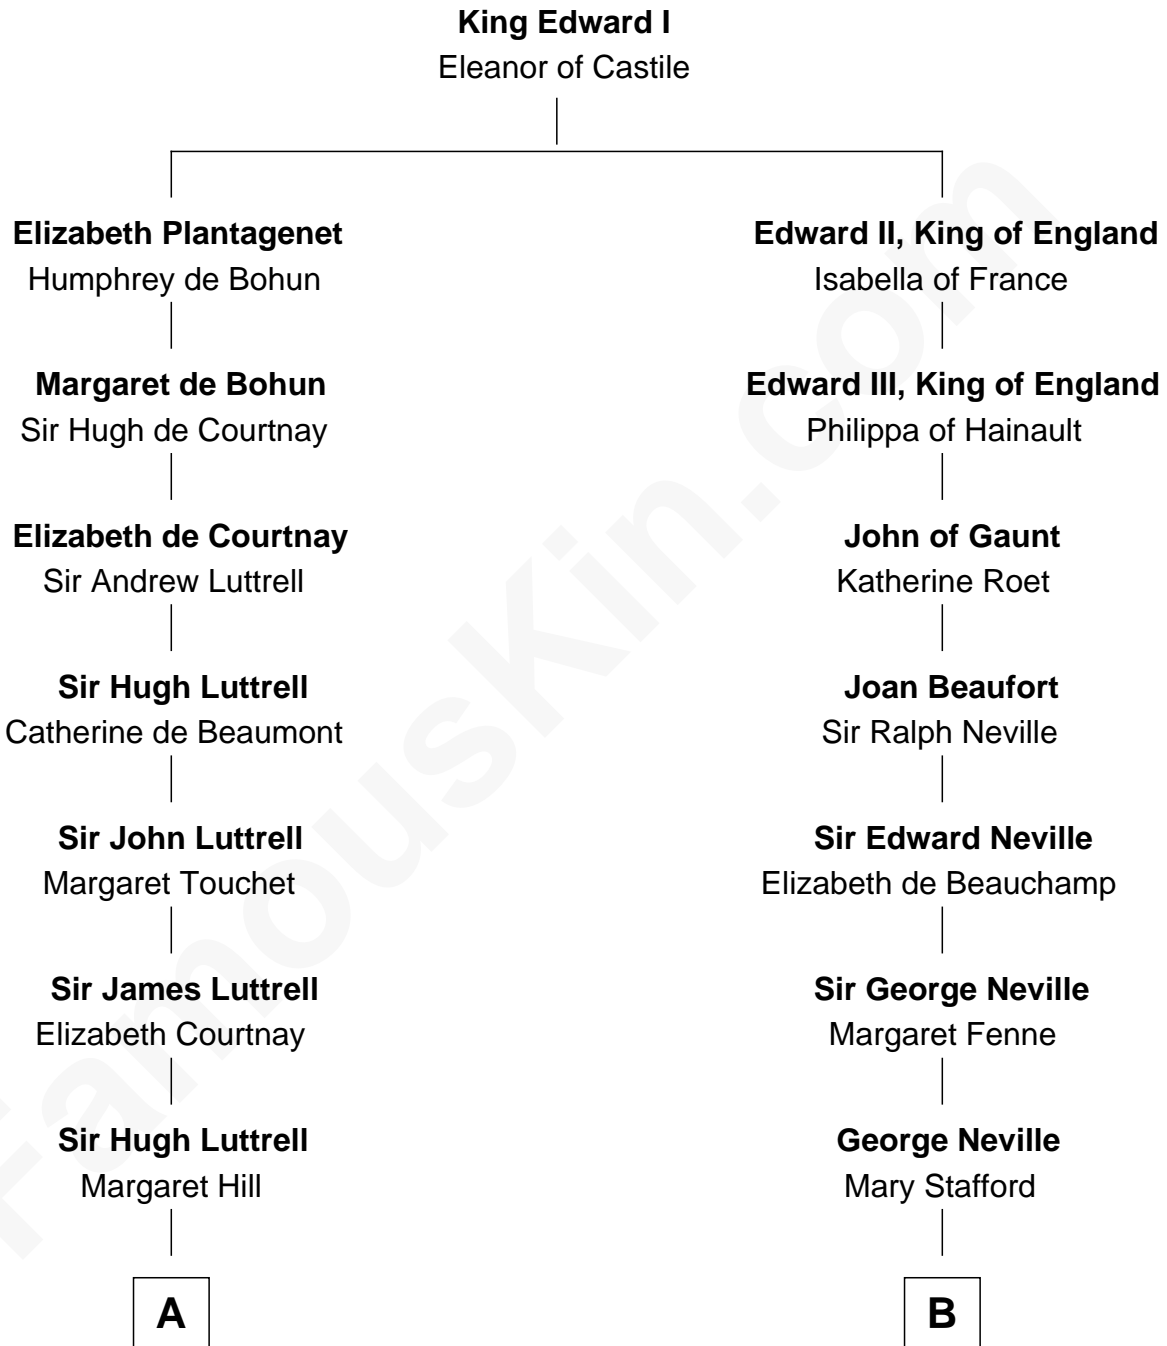 King Edward I
Eleanor of Castile
Elizabeth Plantagenet
Humphrey de Bohun
Edward II, King of England
Isabella of France
Margaret de Bohun
Sir Hugh de Courtnay
Edward III, King of England
Philippa of Hainault
Elizabeth de Courtnay
Sir Andrew Luttrell
John of Gaunt
Katherine Roet
Sir Hugh Luttrell
Catherine de Beaumont
Joan Beaufort
Sir Ralph Neville
Sir John Luttrell
Margaret Touchet
Sir Edward Neville
Elizabeth de Beauchamp
Sir James Luttrell
Elizabeth Courtnay
Sir George Neville
Margaret Fenne
Sir Hugh Luttrell
Margaret Hill
George Neville
Mary Stafford
A
B
FamousKin.com